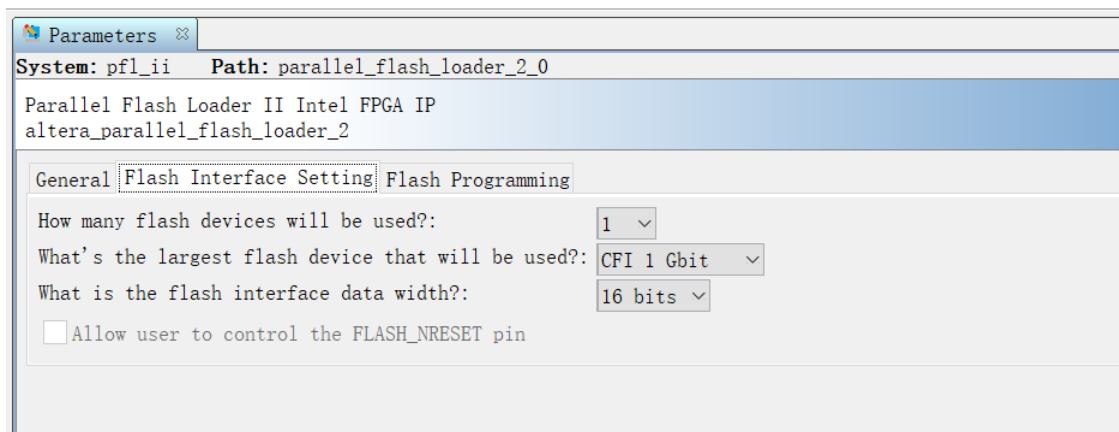 Parameters
System: pfl_ii Path: parallel_flash_loader_2_0
Parallel Flash Loader II Intel FPGA IP
altera_parallel_flash_loader_2
General Flash Interface Setting Flash Programming
How many flash devices will be used?: 1
What's the largest flash device that will be used?: CFI 1 Gbit
What is the flash interface data width?: 16 bits
Allow user to control the FLASH_NRESET pin